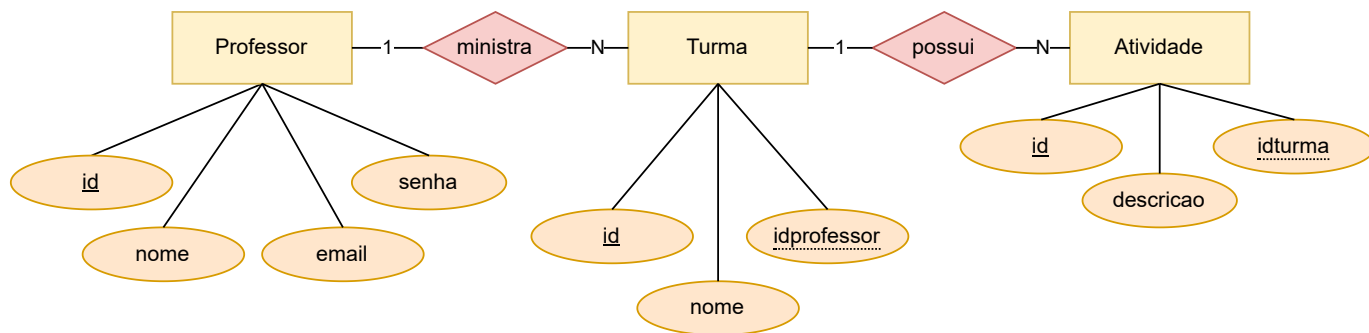 Professor
1
ministra
N
Turma
1
possui
N
Atividade
id
nome
email
senha
id
nome
idprofessor
id
descricao
idturma